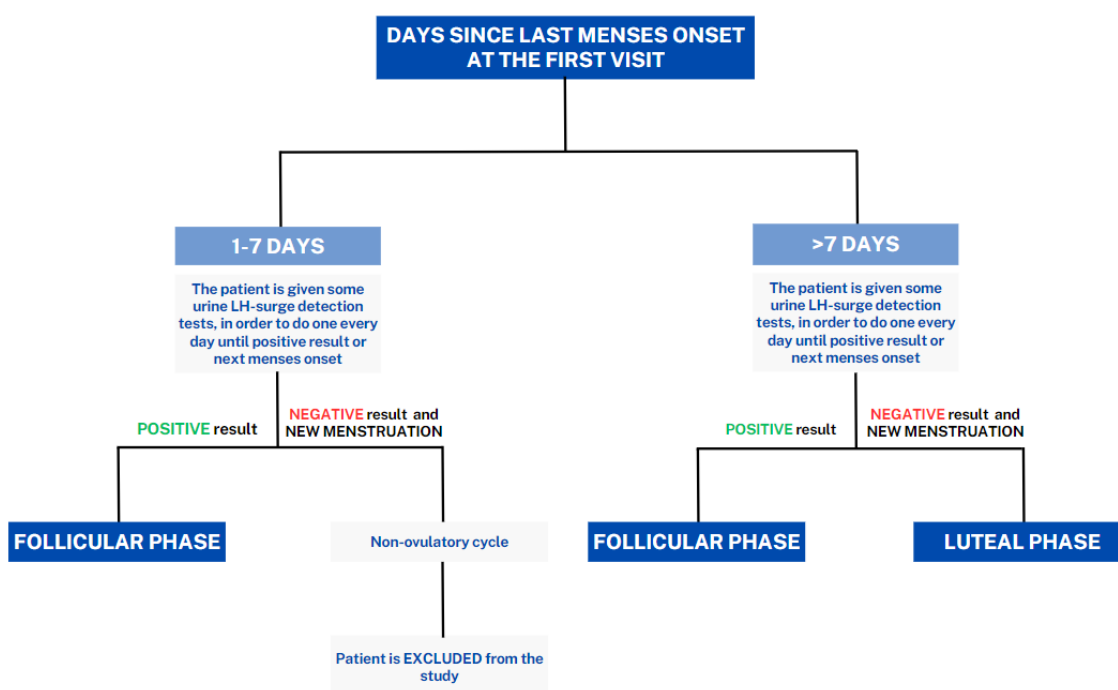 DAYS SINCE LAST MENSES ONSET
AT THE FIRST VISIT
1-7 DAYS
The patient is given some
urine LH-surge detection
tests, in order to do one every
day until positive result or
next menses onset
POSITIVE result
NEGATIVE result and
NEW MENSTRUATION
FOLLICULAR PHASE
Non-ovulatory cycle
Patient is EXCLUDED from the
study
>7 DAYS
The patient is given some
urine LH-surge detection
tests, in order to do one every
day until positive result or
next menses onset
POSITIVE result
NEGATIVE result and
NEW MENSTRUATION
FOLLICULAR PHASE
LUTEAL PHASE